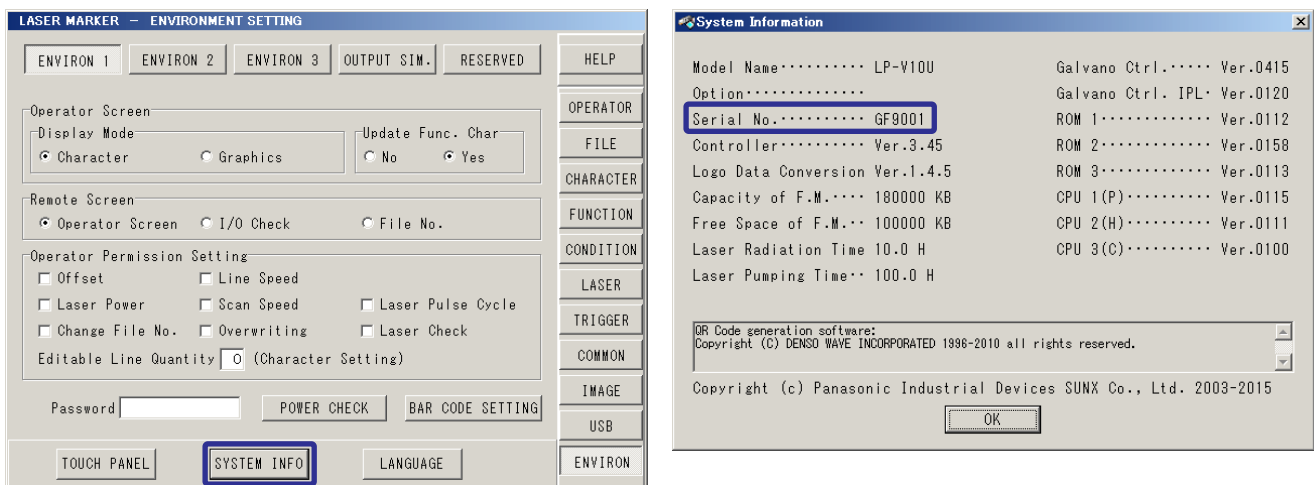 LASER MARKER － ENVIRONMENT SETTING
ENVIRON 1 ENVIRON 2 ENVIRON 3 OUTPUT SIM. RESERVED
Operator Screen
Display Mode Update Func. Char
Character Graphics No Yes
Remote Screen
Operator Screen I/O Check File No.
Operator Permission Setting
Offset Line Speed
Laser Power Scan Speed Laser Pulse Cycle
Change File No. Overwriting Laser Check
Editable Line Quantity 0 (Character Setting)
Password POWER CHECK BAR CODE SETTING
TOUCH PANEL SYSTEM INFO LANGUAGE
HELP
OPERATOR
FILE
CHARACTER
FUNCTION
CONDITION
LASER
TRIGGER
COMMON
IMAGE
USB
ENVIRON
System Information
Model Name･･････････ LP-V10U
Option･･････････････
Serial No.･･････････ GF9001
Controller･･････････ Ver.3.45
Logo Data Conversion Ver.1.4.5
Capacity of F.M.････ 180000 KB
Free Space of F.M.･･ 100000 KB
Laser Radiation Time 10.0 H
Laser Pumping Time･･ 100.0 H
Galvano Ctrl.･････ Ver.0415
Galvano Ctrl. IPL･ Ver.0120
ROM 1･････････････ Ver.0112
ROM 2･････････････ Ver.0158
ROM 3･････････････ Ver.0113
CPU 1(P)･･････････ Ver.0115
CPU 2(H)･･････････ Ver.0111
CPU 3(C)･･････････ Ver.0100
QR Code generation software:
Copyright (C) DENSO WAVE INCORPORATED 1996-2010 all rights reserved.
Copyright (c) Panasonic Industrial Devices SUNX Co., Ltd. 2003-2015
OK